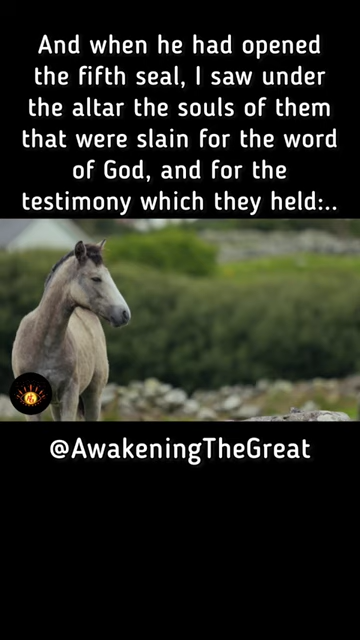 And when he had opened
the fifth seal, I saw under
the altar the souls of them
that were slain for the word
of God, and for the
testimony which they held:..
@AwakeningTheGreat